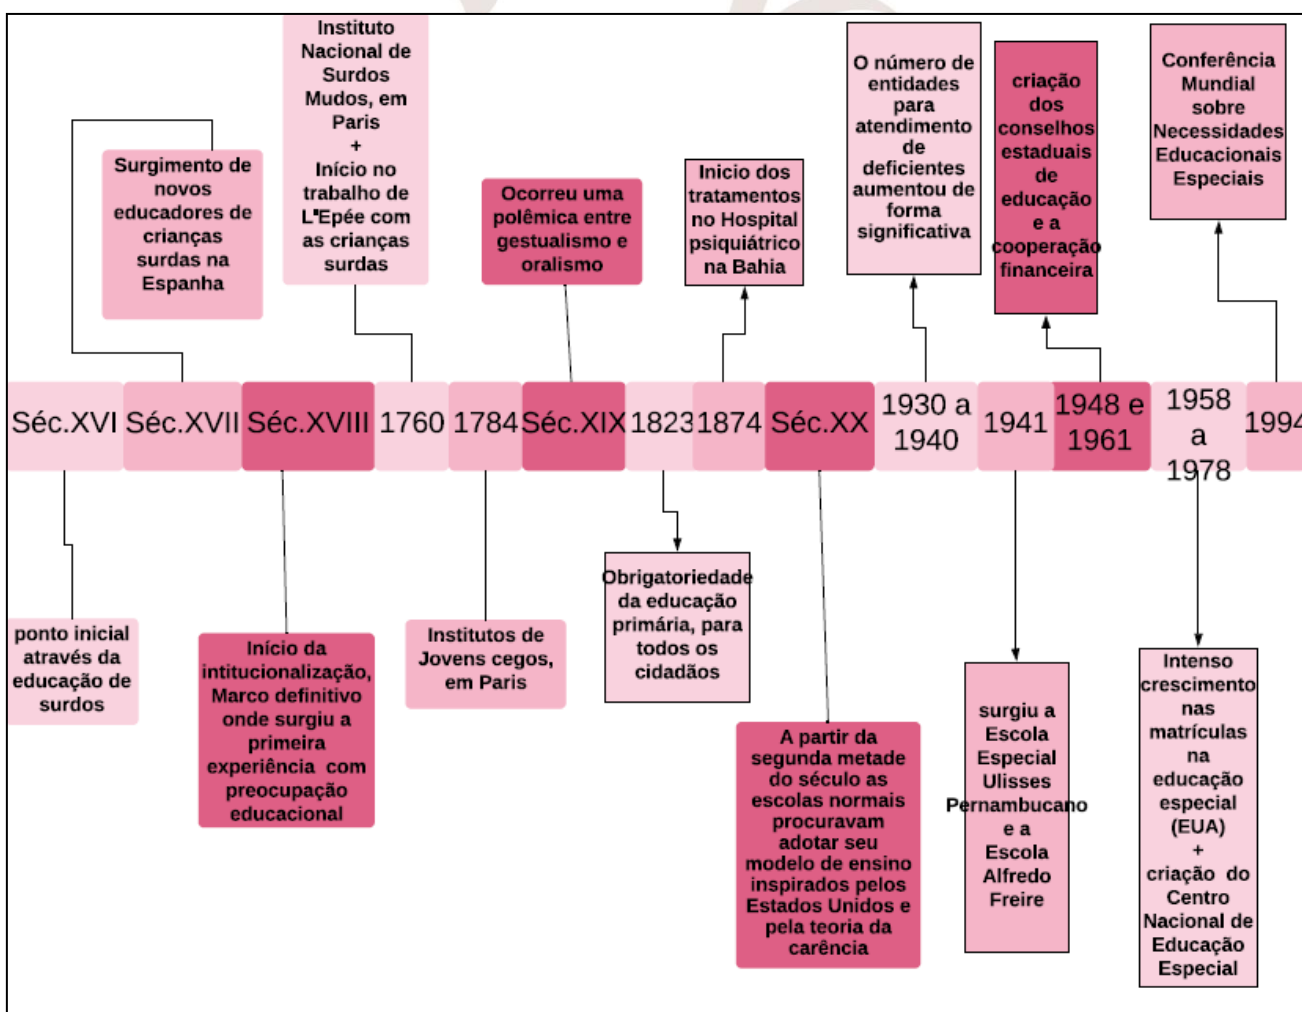 Instituto
Nacional de
Surdos
Mudos, em
Paris
+
Início no
trabalho de
L'Epée com
as crianças
surdas
Surgimento de
novos
educadores de
crianças
surdas na
Espanha
Ocorreu uma
polêmica entre
gestualismo e
oralismo
Inicio dos
tratamentos
no Hospital
psiquiátrico
na Bahia
O número de
entidades
para
atendimento
de
deficientes
aumentou de
forma
significativa
criação
dos
conselhos
estaduais
de
educação
e a
cooperação
financeira
Conferência
Mundial
sobre
Necessidades
Educacionais
Especiais
Séc.XVI
Séc.XVII
Séc.XVIII
1760
1784
Séc.XIX
1823
1874
Séc.XX
1930 a
1940
1941
1948 e
1961
1958
a
1978
1994
ponto inicial
através da
educação de
surdos
Início da
intitucionalização,
Marco definitivo
onde surgiu a
primeira
experiência com
preocupação
educacional
Institutos de
Jovens cegos,
em Paris
Obrigatoriedade
da educação
primária, para
todos os
cidadãos
A partir da
segunda metade
do século as
escolas normais
procuravam
adotar seu
modelo de ensino
inspirados pelos
Estados Unidos e
pela teoria da
carência
surgiu a
Escola
Especial
Ulisses
Pernambucano
e a
Escola
Alfredo
Freire
Intenso
crescimento
nas
matrículas
na
educação
especial
(EUA)
+
criação do
Centro
Nacional de
Educação
Especial